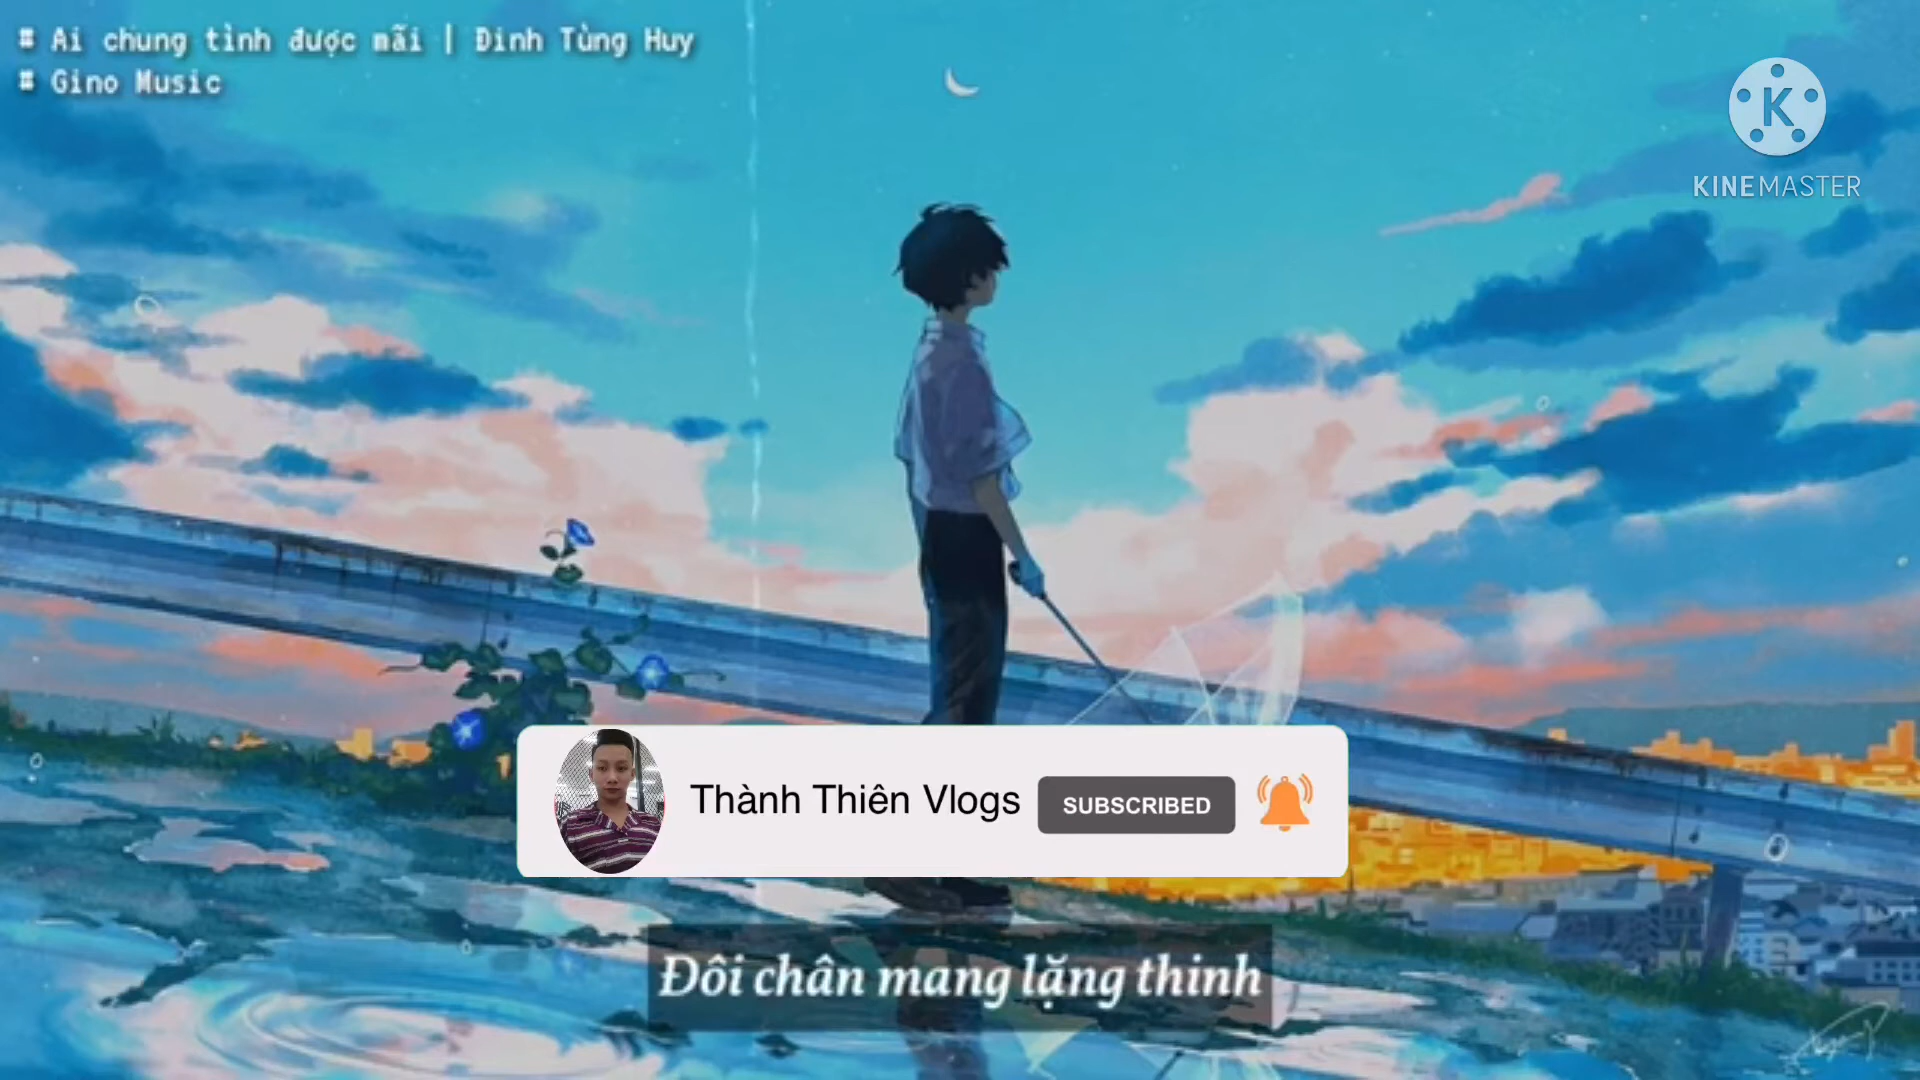 # Ai chung tình được mãi | Đinh Tùng Huy
# Gino Music
K
KINEMASTER
Thành Thiên Vlogs
SUBSCRIBED
Đôi chân mang lặng thinh